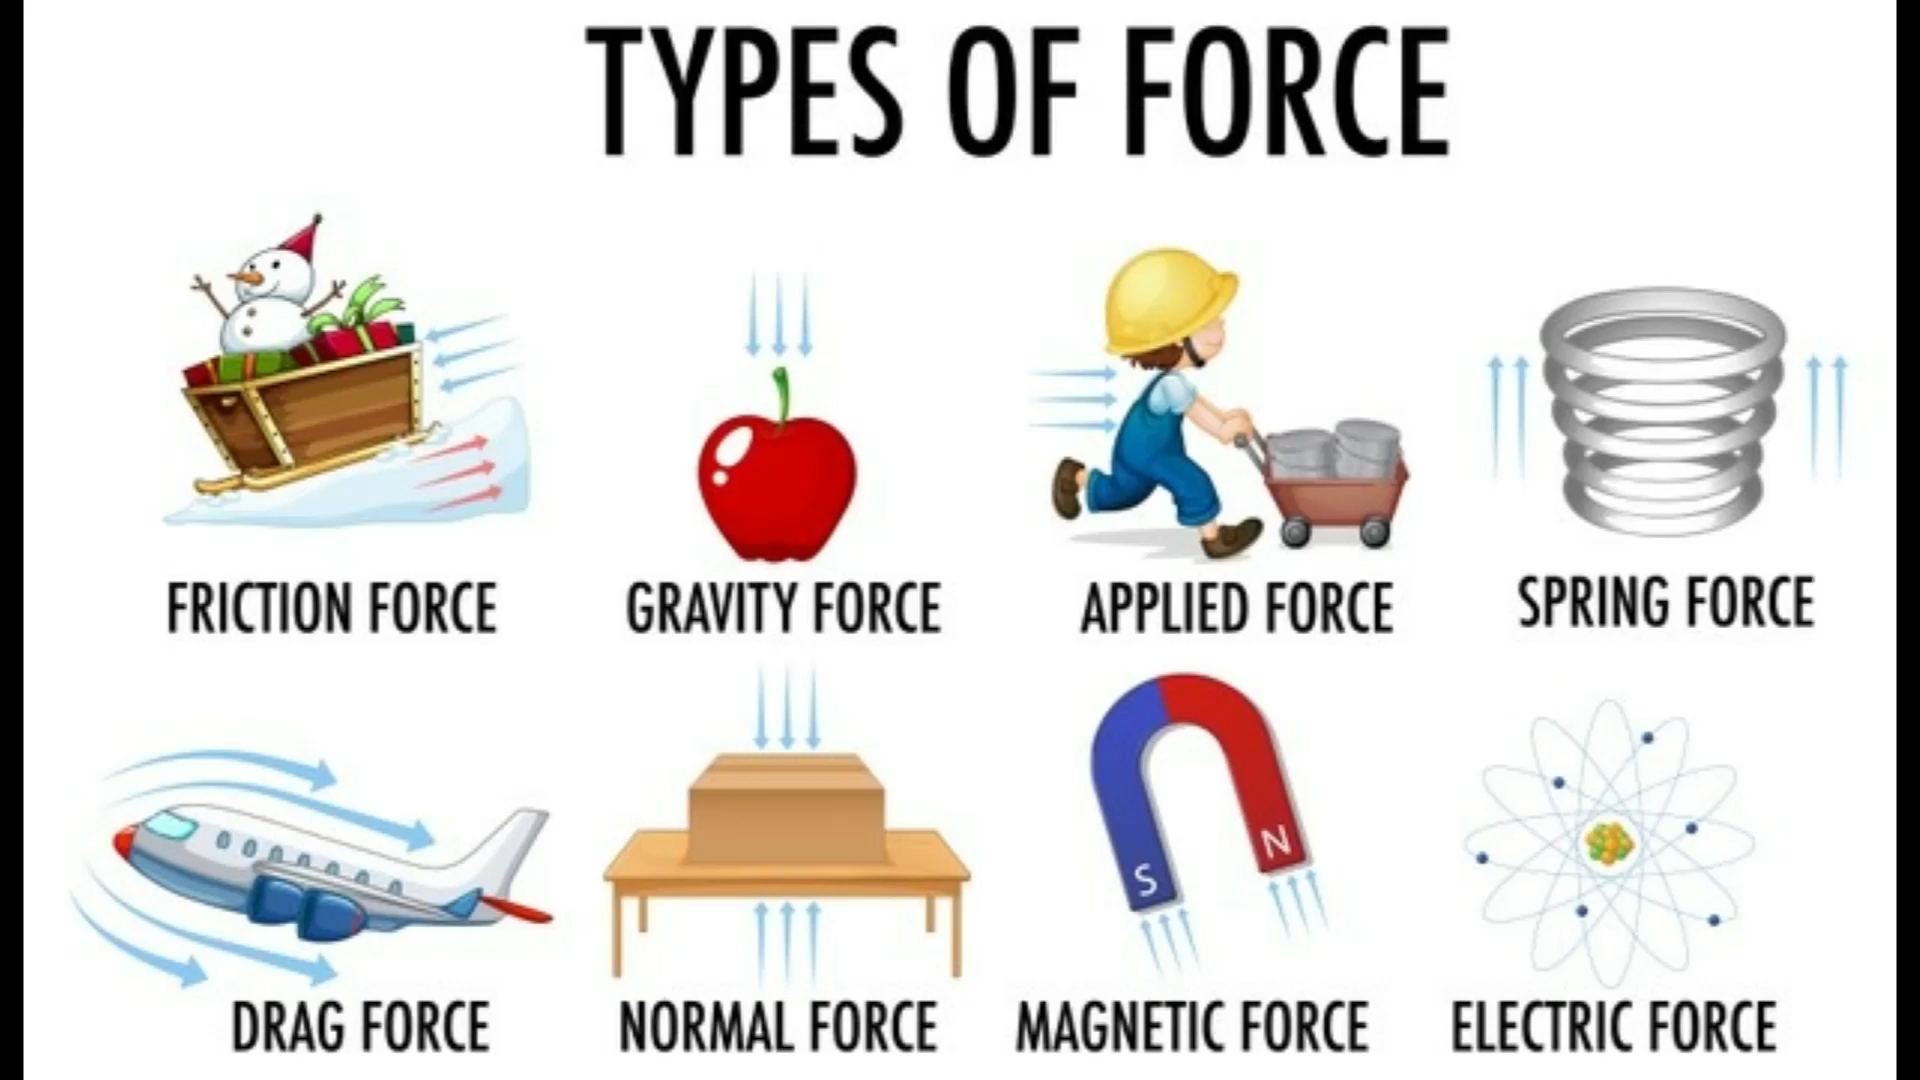 TYPES OF FORCE
FRICTION FORCE
GRAVITY FORCE
APPLIED FORCE
SPRING FORCE
S
N
DRAG FORCE
NORMAL FORCE
MAGNETIC FORCE
ELECTRIC FORCE